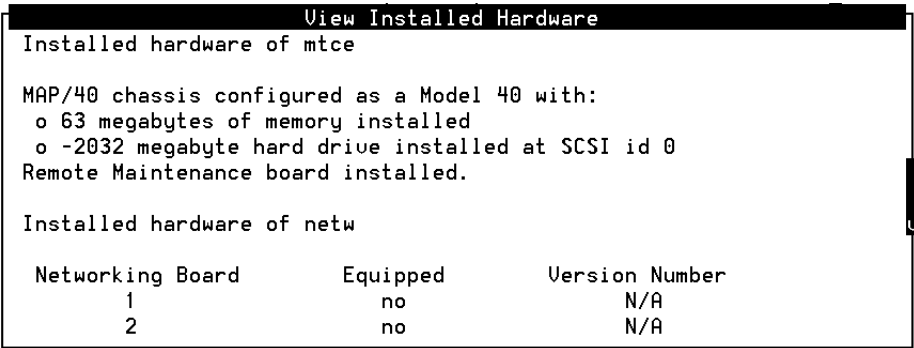 View Installed Hardware
Installed hardware of mtce
MAP/40 chassis configured as a Model 40 with:
o 63 megabytes of memory installed
o -2032 megabyte hard drive installed at SCSI id 0
Remote Maintenance board installed.
Installed hardware of netw
Networking Board Equipped Version Number
1 no N/A
2 no N/A